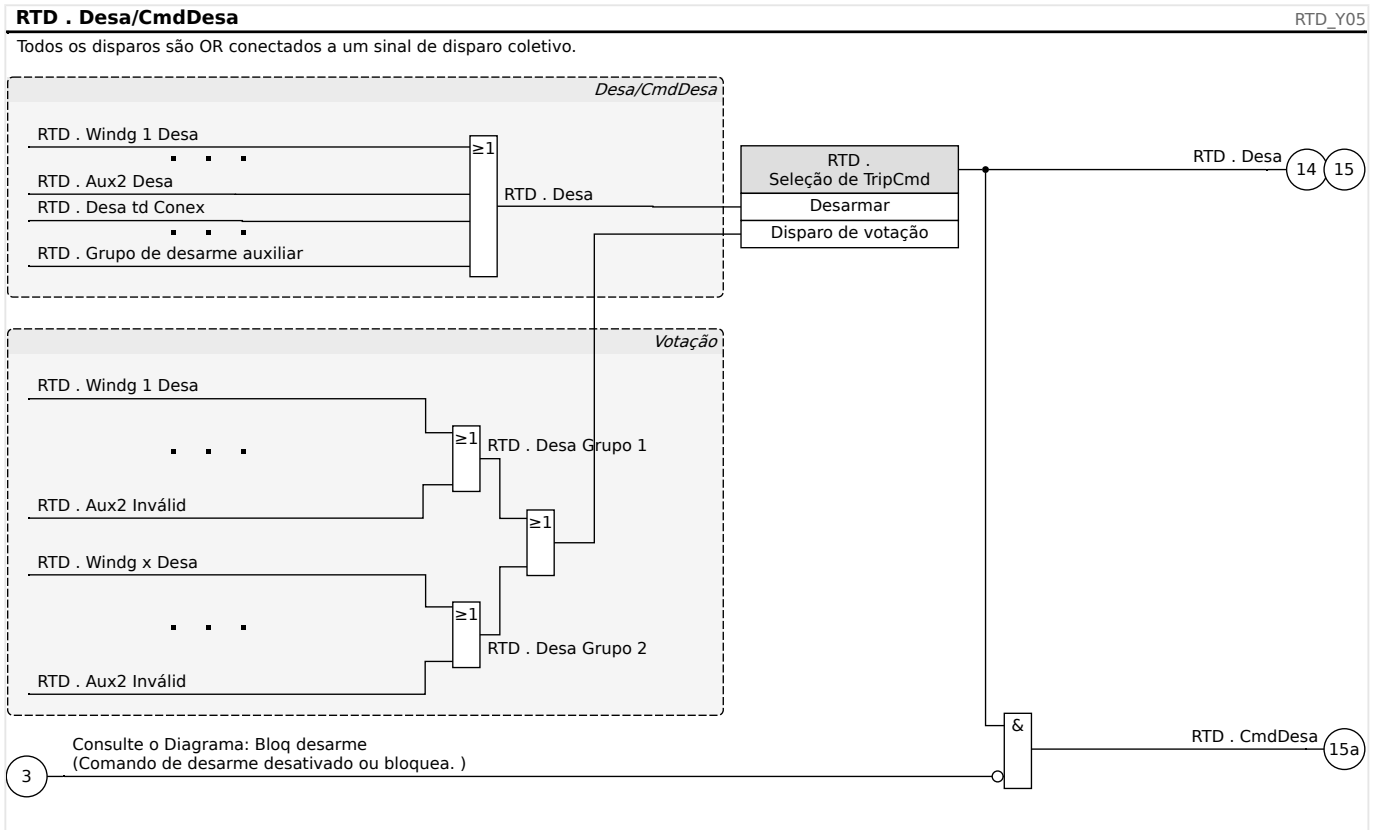 RTD . Desa/CmdDesa
RTD_Y05
Todos os disparos são OR conectados a um sinal de disparo coletivo.
Desa/CmdDesa
RTD . Windg 1 Desa
≥1
RTD . Aux2 Desa
RTD . Desa
RTD . Desa td Conex
RTD . Grupo de desarme auxiliar
RTD .
Seleção de TripCmd
Desarmar
Disparo de votação
RTD . Desa
14
15
Votação
RTD . Windg 1 Desa
≥1
RTD . Desa Grupo 1
RTD . Aux2 Inválid
≥1
RTD . Windg x Desa
≥1
RTD . Desa Grupo 2
RTD . Aux2 Inválid
&
RTD . CmdDesa
15a
Consulte o Diagrama: Bloq desarme
(Comando de desarme desativado ou bloquea. )
3